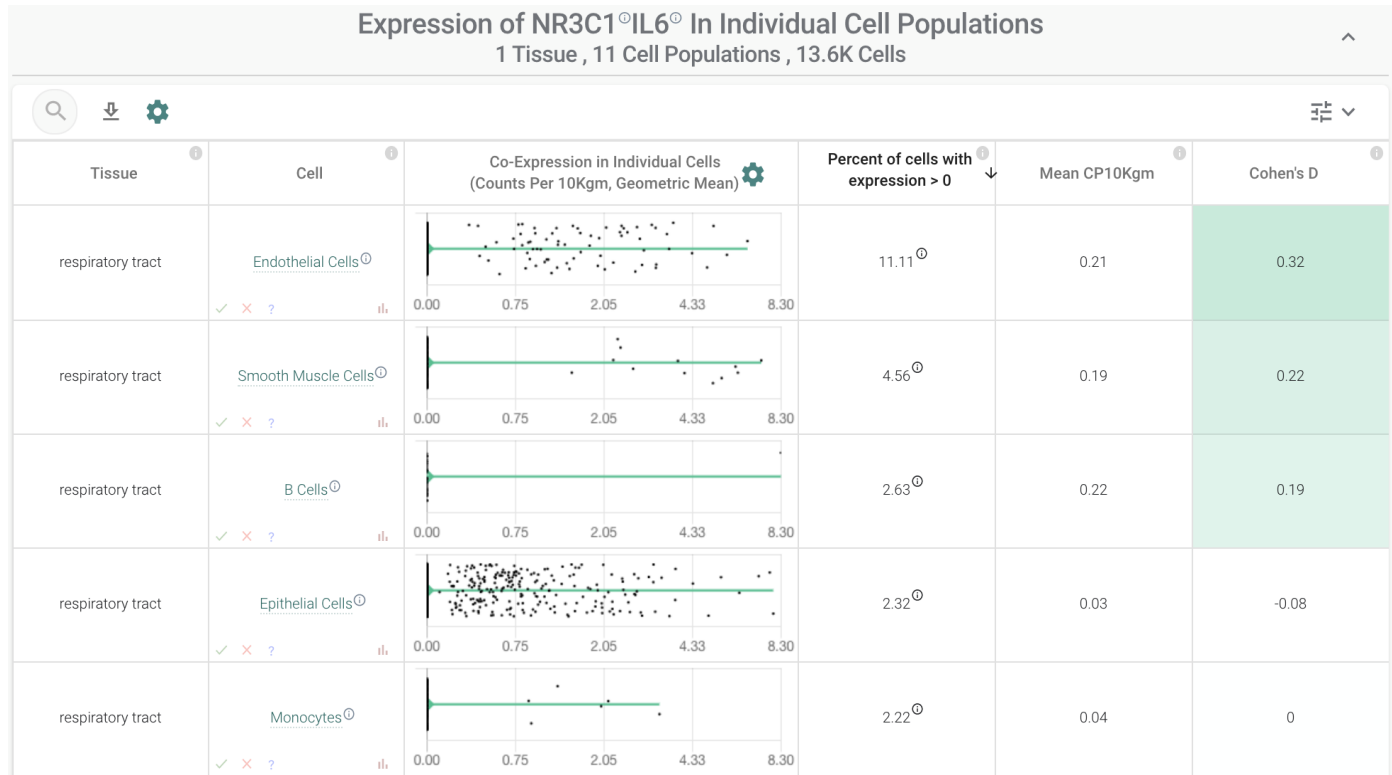 Expression of NR3C1 IL6 In Individual Cell Populations
1 Tissue , 11 Cell Populations , 13.6K Cells
Tissue
Cell
Co-Expression in Individual Cells
(Counts Per 10Kgm, Geometric Mean)
Percent of cells with
expression > 0
Mean CP10Kgm
Cohen's D
respiratory tract
Endothelial Cells
?
0.00 0.75 2.05 4.33 8.30
11.11
0.21
0.32
respiratory tract
Smooth Muscle Cells
?
0.00 0.75 2.05 4.33 8.30
4.56
0.19
0.22
respiratory tract
B Cells
?
0.00 0.75 2.05 4.33 8.30
2.63
0.22
0.19
respiratory tract
Epithelial Cells
?
0.00 0.75 2.05 4.33 8.30
2.32
0.03
-0.08
respiratory tract
Monocytes
?
0.00 0.75 2.05 4.33 8.30
2.22
0.04
0